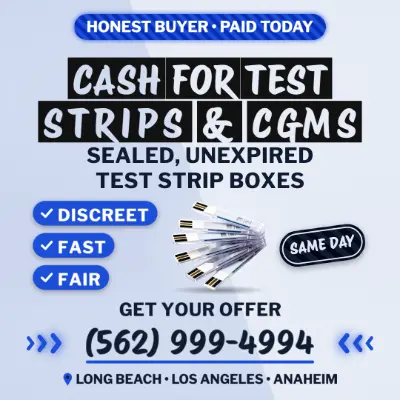 HONEST BUYER • PAID TODAY
CASH FOR TEST
STRIPS & CGMS
SEALED, UNEXPIRED
TEST STRIP BOXES
DISCREET
FAST
FAIR
SAME DAY
GET YOUR OFFER
(562) 999-4994
LONG BEACH • LOS ANGELES • ANAHEIM